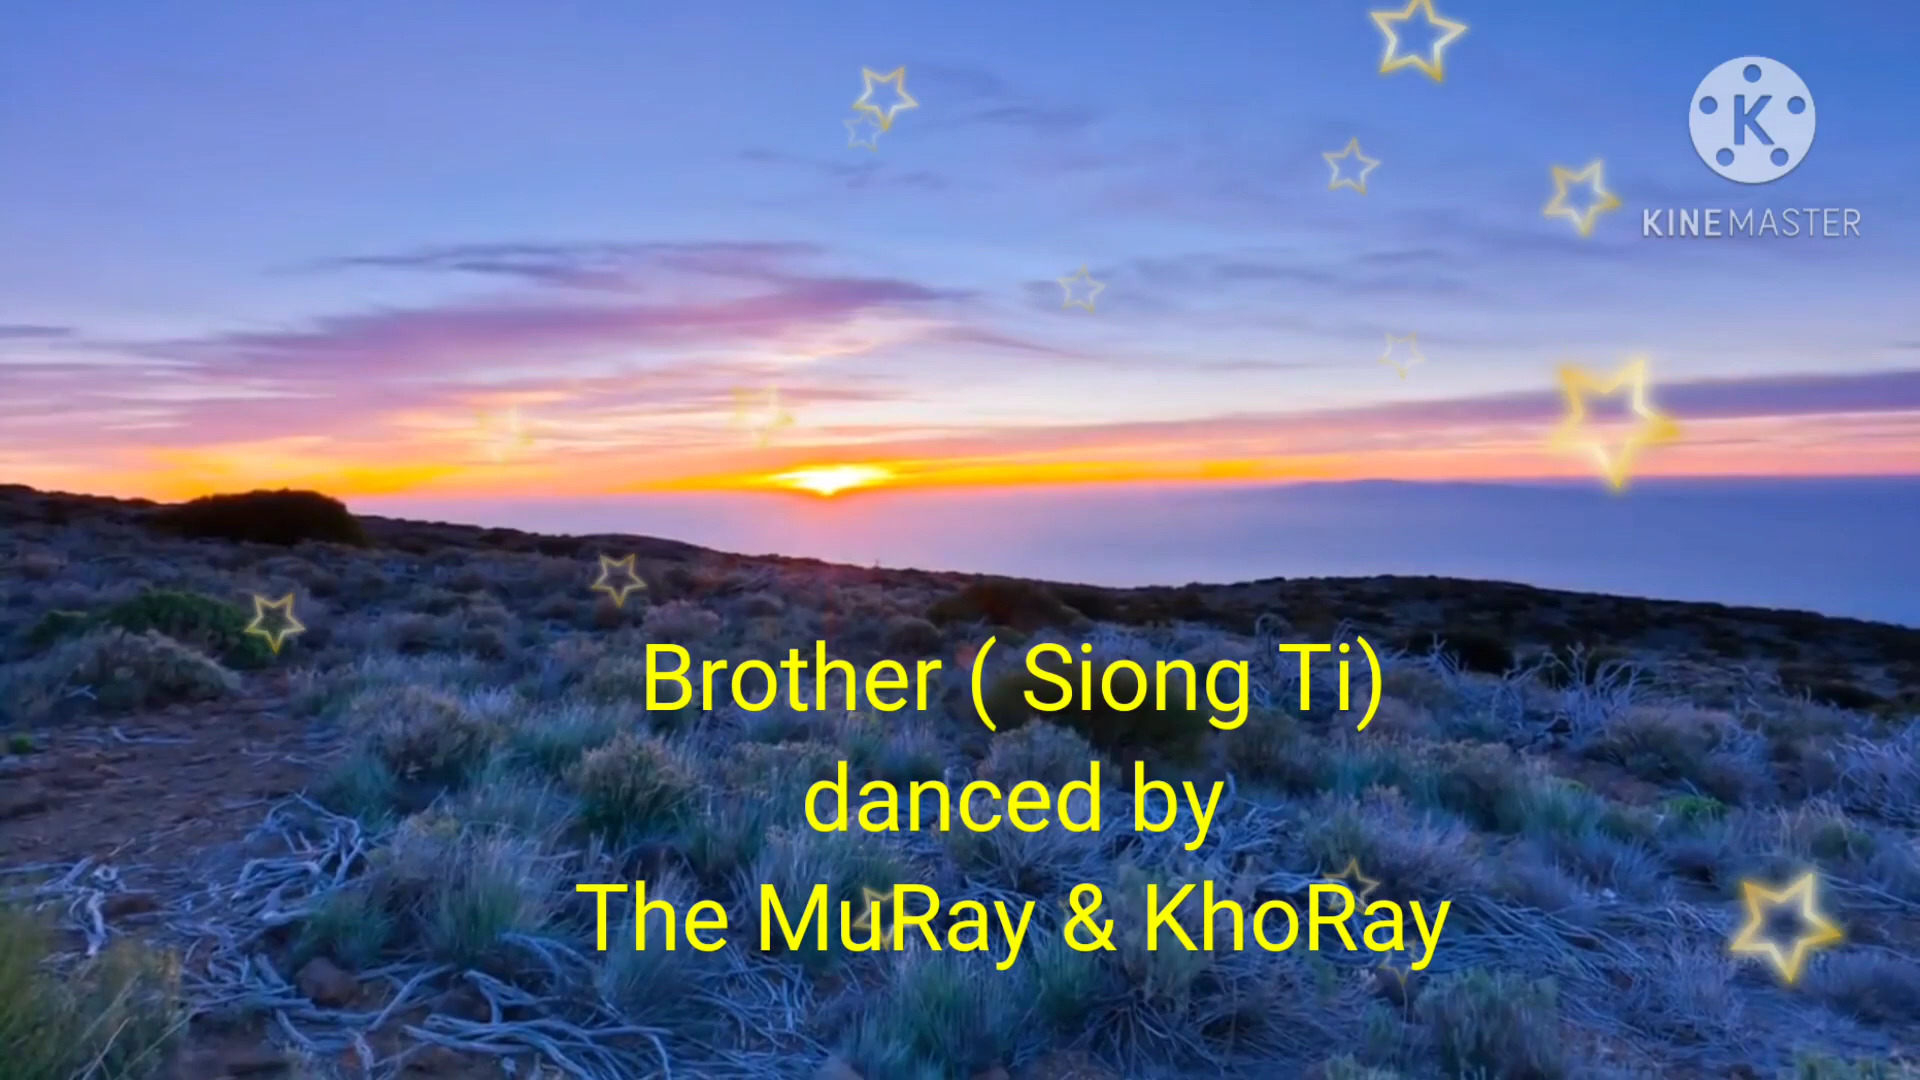 K
KINEMASTER
Brother ( Siong Ti)
danced by
The MuRay & KhoRay